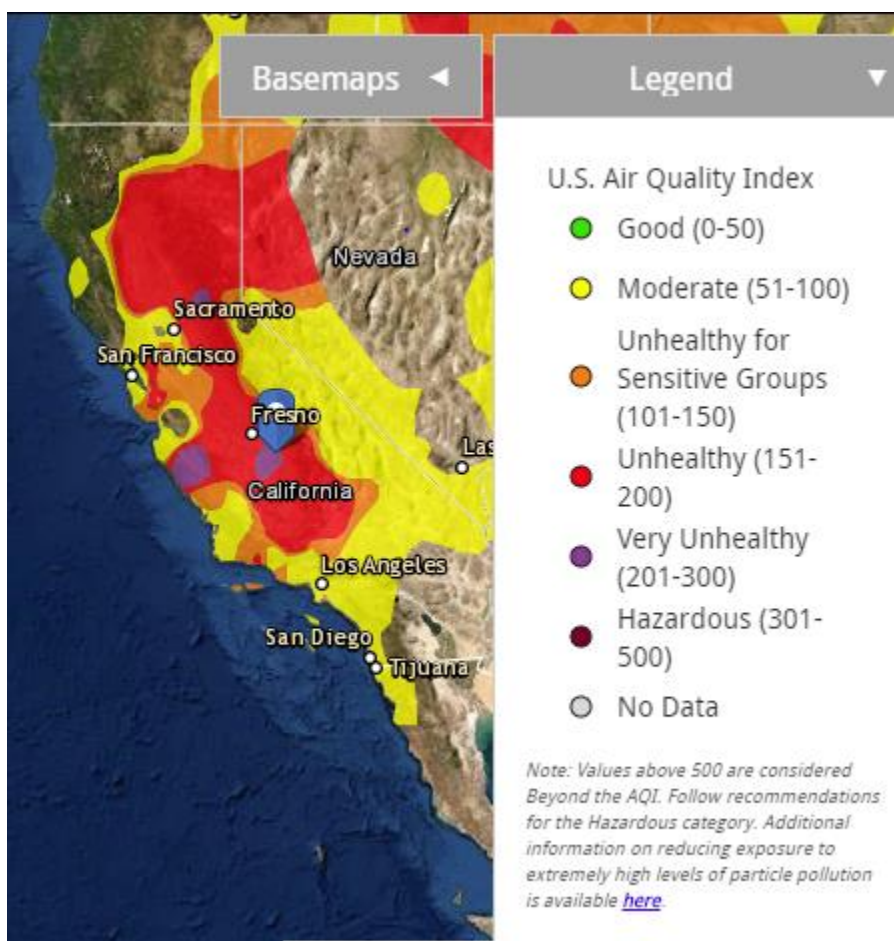 Basemaps
Legend
U.S. Air Quality Index
Good (0-50)
Moderate (51-100)
Unhealthy for
Sensitive Groups
(101-150)
Unhealthy (151-
200)
Very Unhealthy
(201-300)
Hazardous (301-
500)
No Data
Note: Values above 500 are considered
Beyond the AQI. Follow recommendations
for the Hazardous category. Additional
information on reducing exposure to
extremely high levels of particle pollution
is available here.
Nevada
Sacramento
San Francisco
Fresno
Las
California
Los Angeles
San Diego
Tijuana